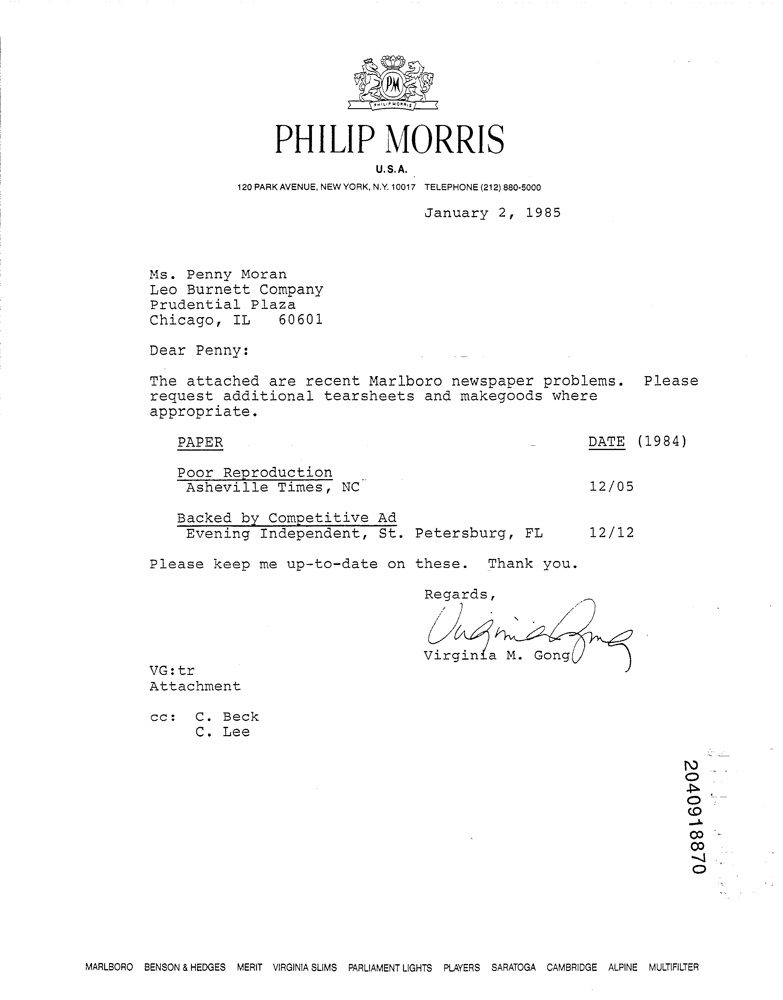 PM
PHILIP MORRIS
PHILIP MORRIS
U.S.A.
120 PARK AVENUE, NEW YORK, N.Y. 10017 TELEPHONE (212) 880-5000
January 2, 1985
Ms. Penny Moran
Leo Burnett Company
Prudential Plaza
Chicago, IL 60601
Dear Penny:
The attached are recent Marlboro newspaper problems. Please
request additional tearsheets and makegoods where
appropriate.
PAPER DATE (1984)
Poor Reproduction
Asheville Times, NC 12/05
Backed by Competitive Ad
Evening Independent, St. Petersburg, FL 12/12
Please keep me up-to-date on these. Thank you.
Regards,
Virginia Gong
Virginia M. Gong
VG:tr
Attachment
cc: C. Beck
C. Lee
2040918870
MARLBORO BENSON & HEDGES MERIT VIRGINIA SLIMS PARLIAMENT LIGHTS PLAYERS SARATOGA CAMBRIDGE ALPINE MULTIFILTER